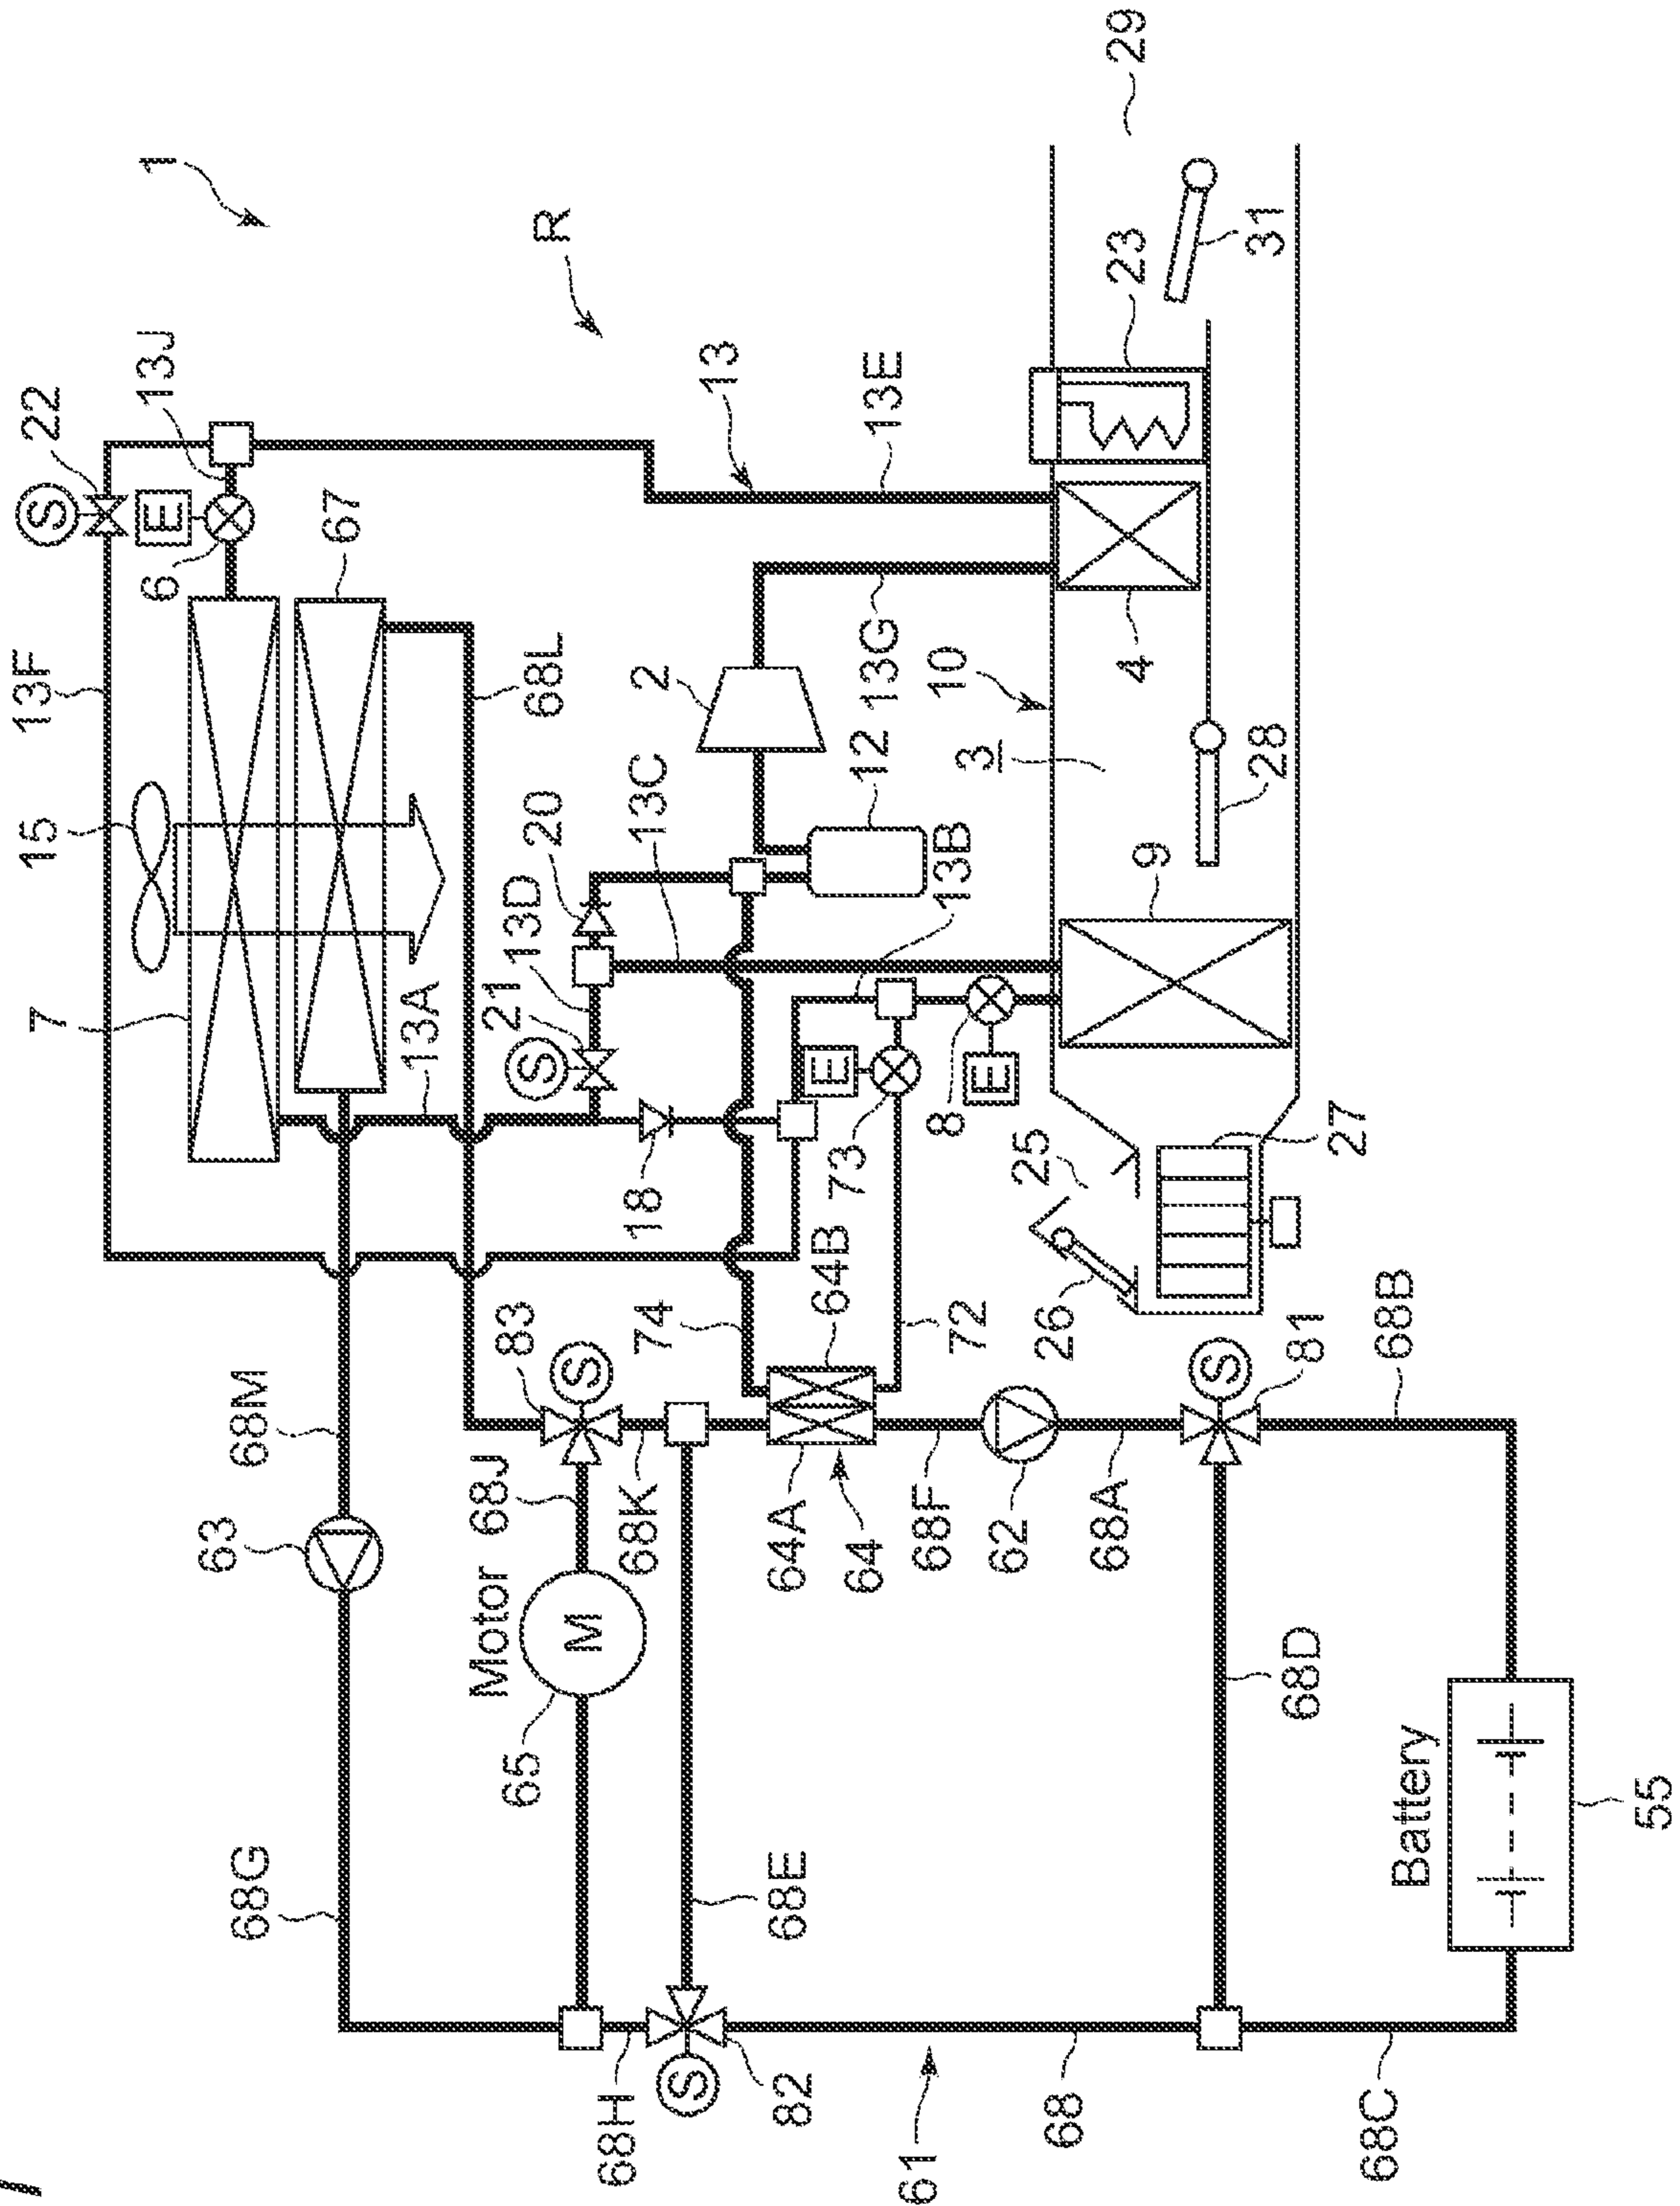 7
15
13F
S
22
6
E
13J
1
68G
63
68M
67
13A
Motor
68J
65
83
21
S
13D
20
68L
R
M
S
68H
68K
18
13C
2
74
S
13
82
68E
64A
64B
73
E
64
12
13G
13E
61
68F
72
8
13B
10
E
3
62
26
25
68
68A
9
4
23
29
S
28
31
68D
81
27
68C
68B
Battery
55